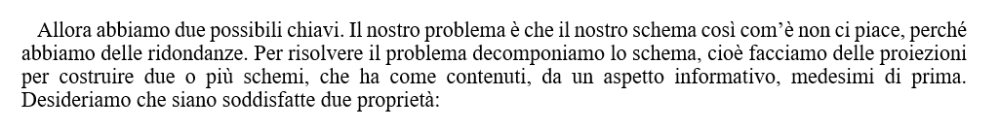 Allora abbiamo due possibili chiavi. Il nostro problema è che il nostro schema così com’è non ci piace, perché
abbiamo delle ridondanze. Per risolvere il problema decomponiamo lo schema, cioè facciamo delle proiezioni
per costruire due o più schemi, che ha come contenuti, da un aspetto informativo, medesimi di prima.
Desideriamo che siano soddisfatte due proprietà: